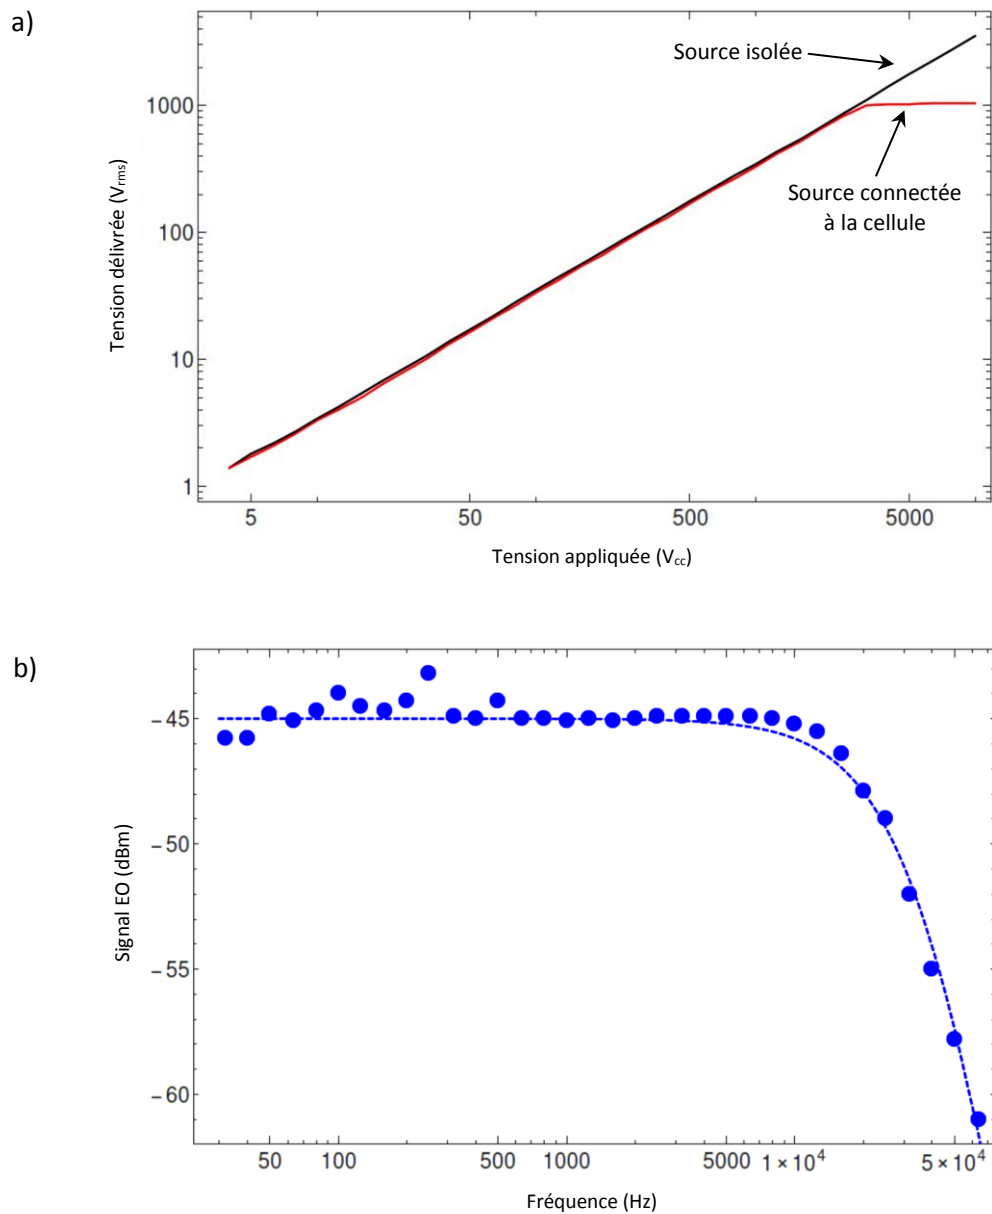 a)
Source isolée
1000
Source connectée
à la cellule
100
10
1
Tension délivrée (Vrms)
5 50 500 5000
Tension appliquée (Vcc)
b)
−45
−50
−55
−60
Signal EO (dBm)
50 100 500 1000 5000 1 × 10⁴ 5 × 10⁴
Fréquence (Hz)